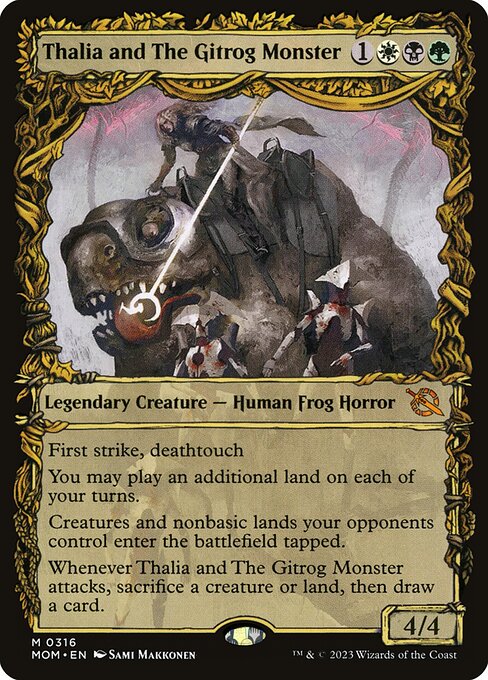 Thalia and The Gitrog Monster 1
Legendary Creature — Human Frog Horror
First strike, deathtouch
You may play an additional land on each of
your turns.
Creatures and nonbasic lands your opponents
control enter the battlefield tapped.
Whenever Thalia and The Gitrog Monster
attacks, sacrifice a creature or land, then draw
a card.
4/4
M 0316
MOM • EN Sami Makkonen
™ & © 2023 Wizards of the Coast